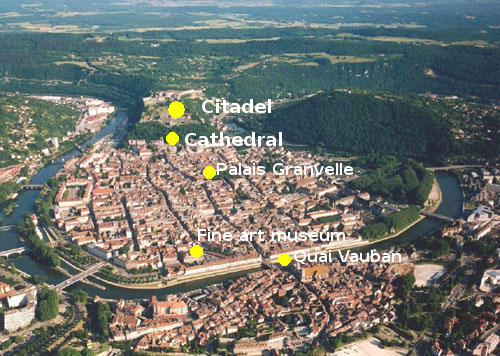 Citadel
Cathedral
Palais Granvelle
Fine art museum
Quai Vauban